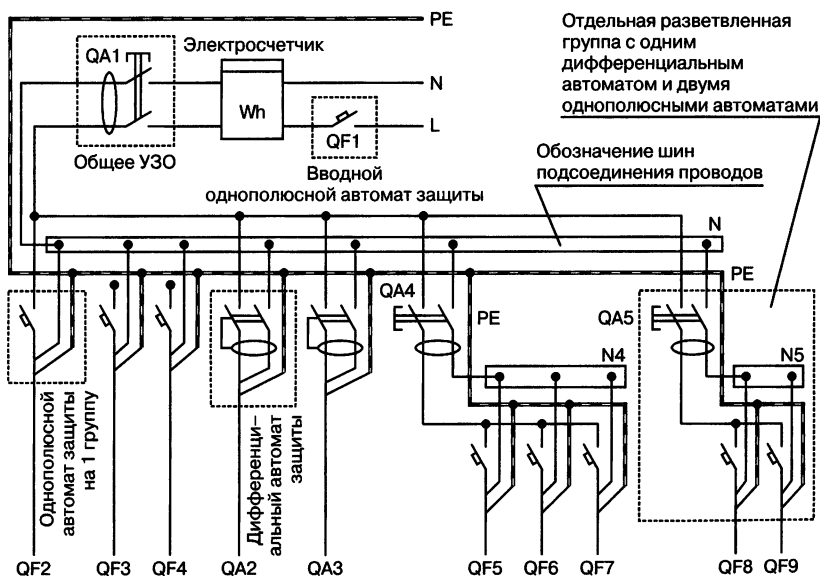 PE
Электросчетчик
QA1
N
Wh
L
QF1
Общее УЗО
Вводной
однополюсной автомат защиты
Отдельная разветвленная
группа с одним
дифференциальным
автоматом и двумя
однополюсными автоматами
Обозначение шин
подсоединения проводов
N
PE
QA4
PE
QA5
N4
N5
Однополюсной
автомат защиты
на 1 группу
Дифференци–
альный автомат
защиты
QF2
QF3
QF4
QA2
QA3
QF5
QF6
QF7
QF8
QF9